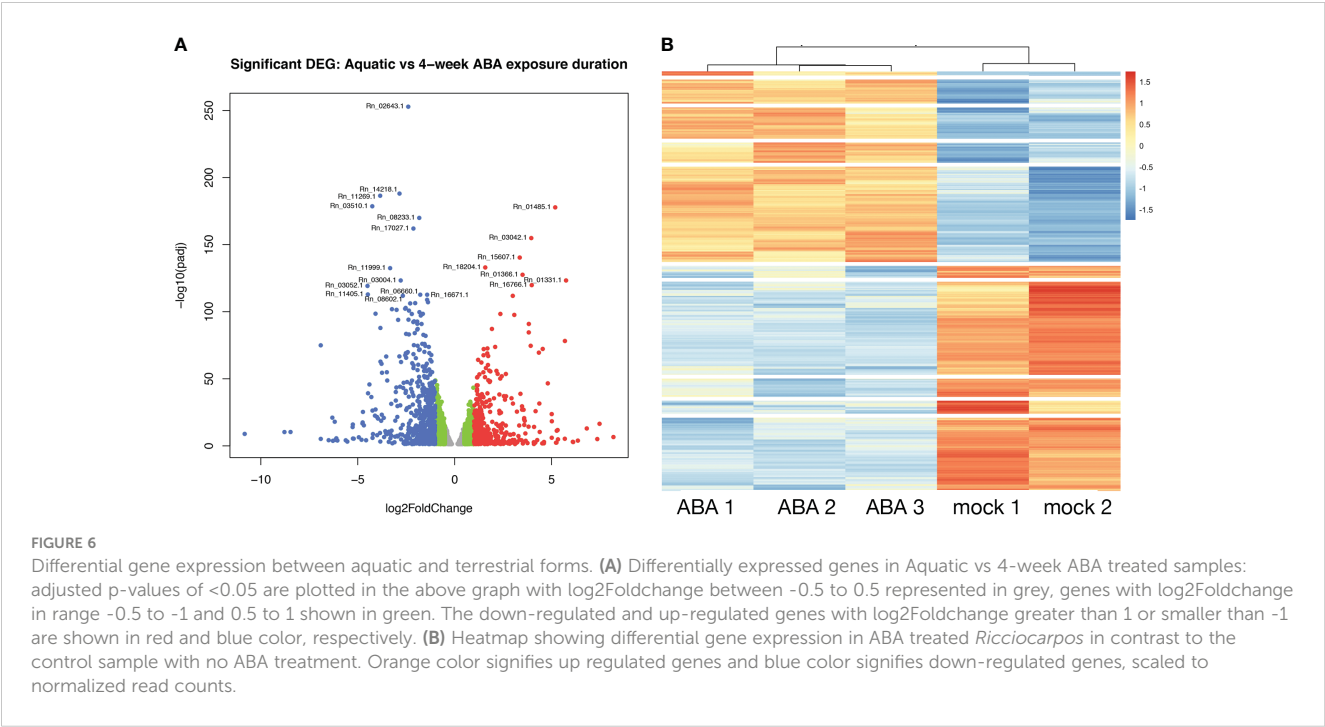 A
B
Significant DEG: Aquatic vs 4−week ABA exposure duration
250
200
150
100
50
0
−log10(padj)
Rn_02643.1
Rn_14218.1
Rn_11269.1
Rn_03510.1
Rn_08233.1
Rn_17027.1
Rn_01485.1
Rn_03042.1
Rn_15607.1
Rn_18204.1
Rn_01366.1
Rn_01331.1
Rn_16766.1
Rn_11999.1
Rn_03004.1
Rn_03052.1
Rn_11405.1
Rn_06660.1
Rn_08602.1
Rn_16671.1
−10
−5
0
5
log2FoldChange
1.5
1
0.5
0
-0.5
-1
-1.5
ABA 1
ABA 2
ABA 3
mock 1
mock 2
FIGURE 6
Differential gene expression between aquatic and terrestrial forms. (A) Differentially expressed genes in Aquatic vs 4-week ABA treated samples:
adjusted p-values of <0.05 are plotted in the above graph with log2Foldchange between -0.5 to 0.5 represented in grey, genes with log2Foldchange
in range -0.5 to -1 and 0.5 to 1 shown in green. The down-regulated and up-regulated genes with log2Foldchange greater than 1 or smaller than -1
are shown in red and blue color, respectively. (B) Heatmap showing differential gene expression in ABA treated Ricciocarpos in contrast to the
control sample with no ABA treatment. Orange color signifies up regulated genes and blue color signifies down-regulated genes, scaled to
normalized read counts.